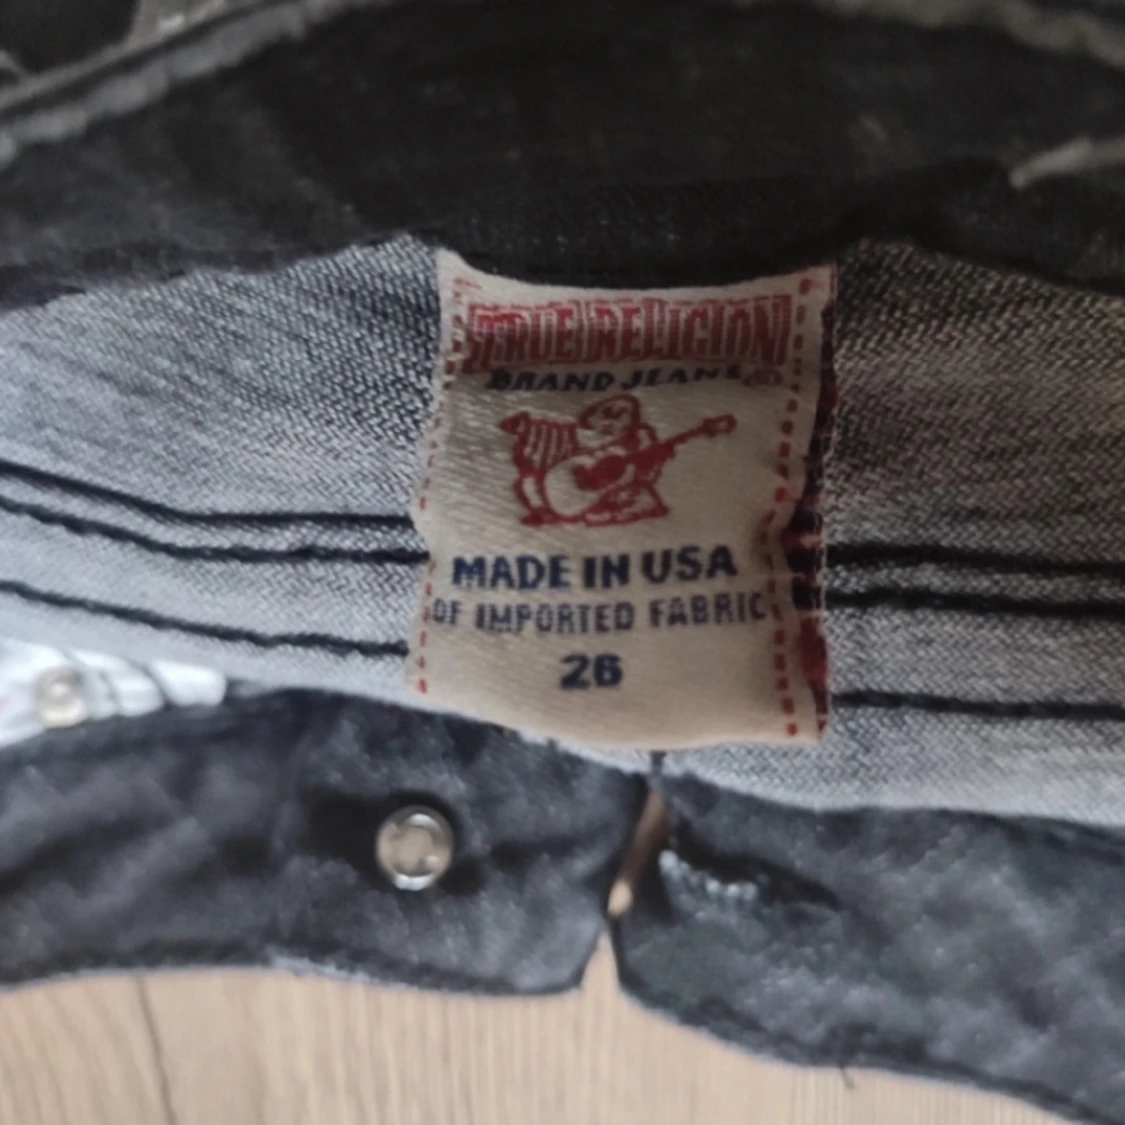 TRUE RELIGION
BRAND JEANS
MADE IN USA
OF IMPORTED FABRIC
26